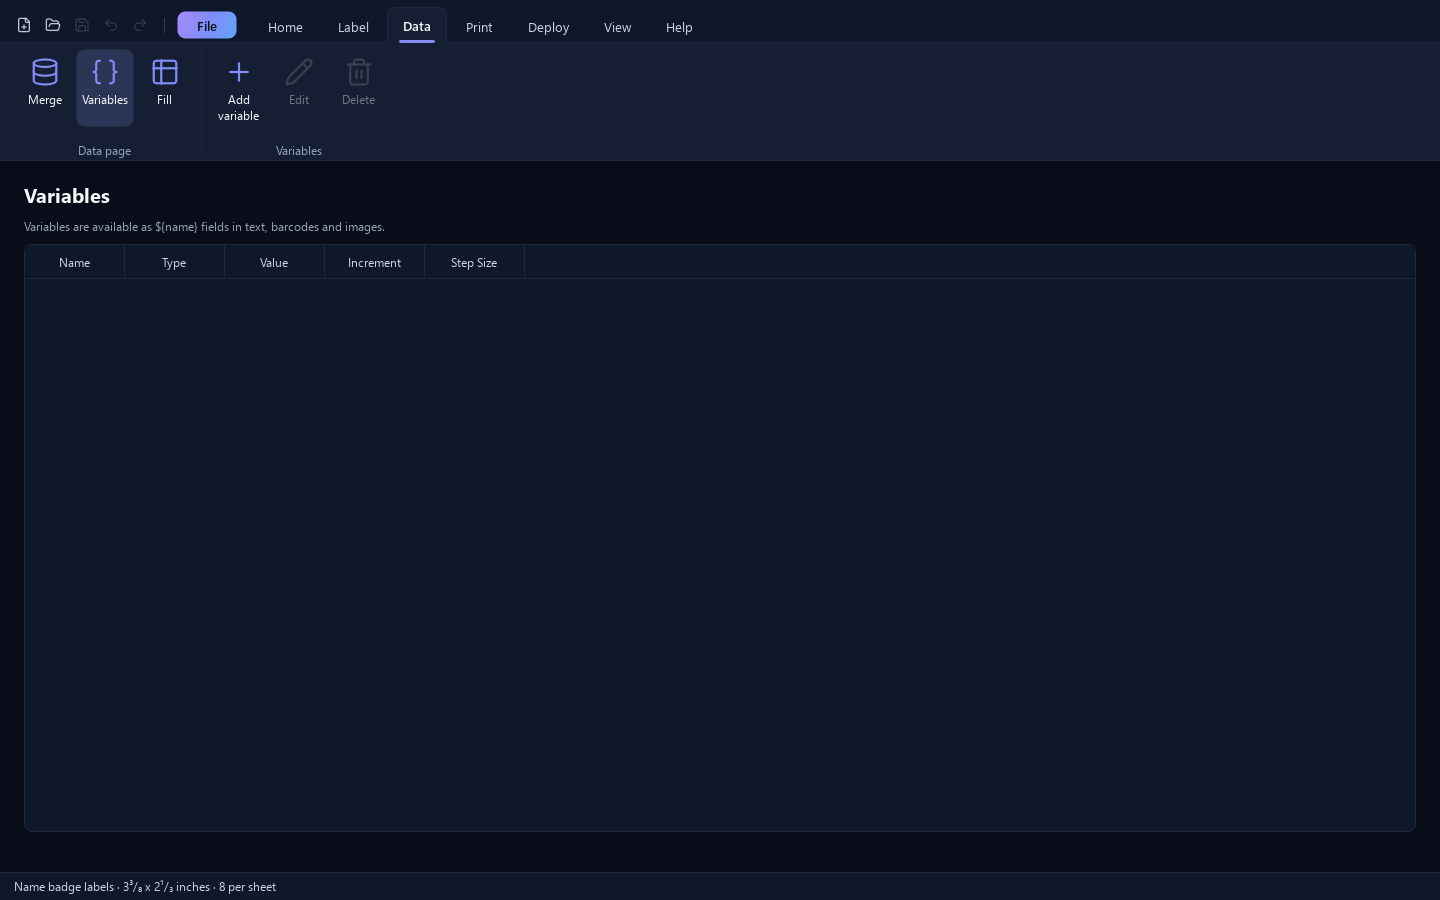 File
Home
Label
Data
Print
Deploy
View
Help
Merge
Variables
Fill
Add
variable
Edit
Delete
Data page
Variables
Variables
Variables are available as ${name} fields in text, barcodes and images.
Name
Type
Value
Increment
Step Size
Name badge labels · 3³/₈ x 2¹/₃ inches · 8 per sheet